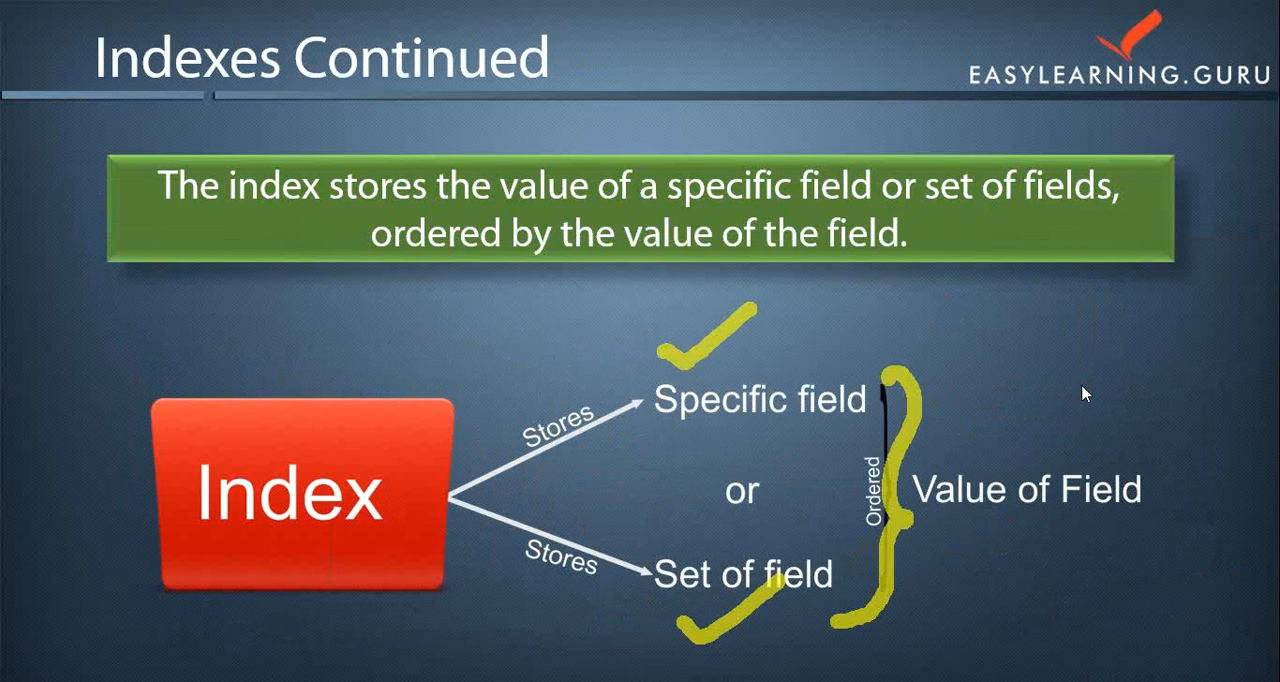 Indexes Continued
EASYLEARNING.GURU
The index stores the value of a specific field or set of fields,
ordered by the value of the field.
Index
Stores
Specific field
or
Stores
Set of field
Ordered
Value of Field